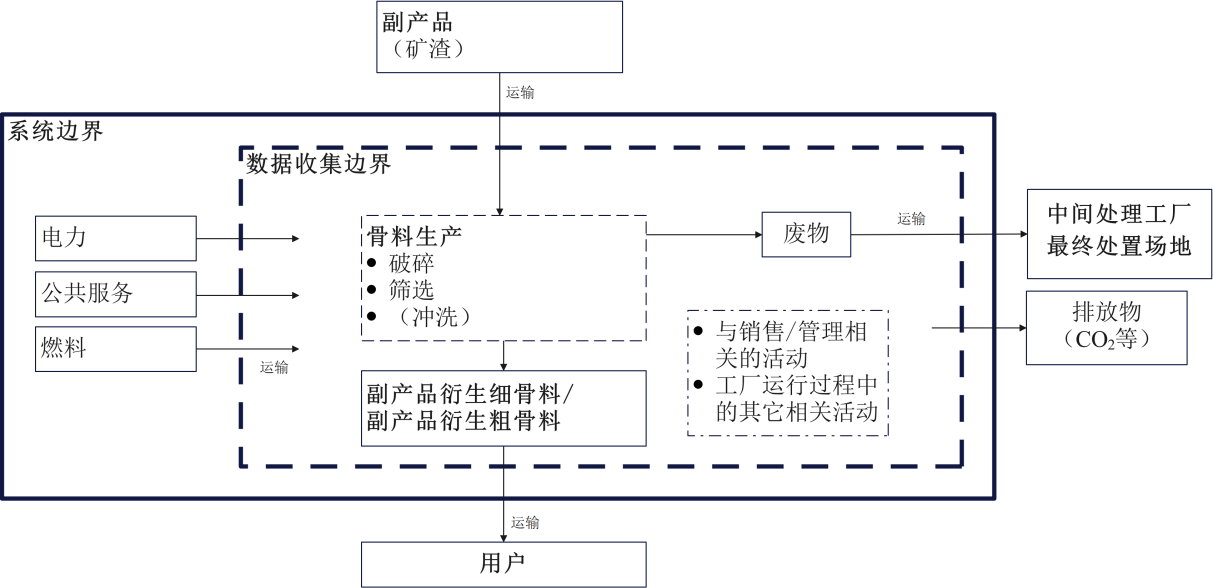 副产品
（矿渣）
运输
系统边界
数据收集边界
电力
公共服务
燃料
运输
骨料生产
● 破碎
● 筛选
● （冲洗）
废物
运输
中间处理工厂
最终处置场地
排放物
（CO₂等）
● 与销售/管理相
关的活动
● 工厂运行过程中
的其它相关活动
副产品衍生细骨料/
副产品衍生粗骨料
运输
用户